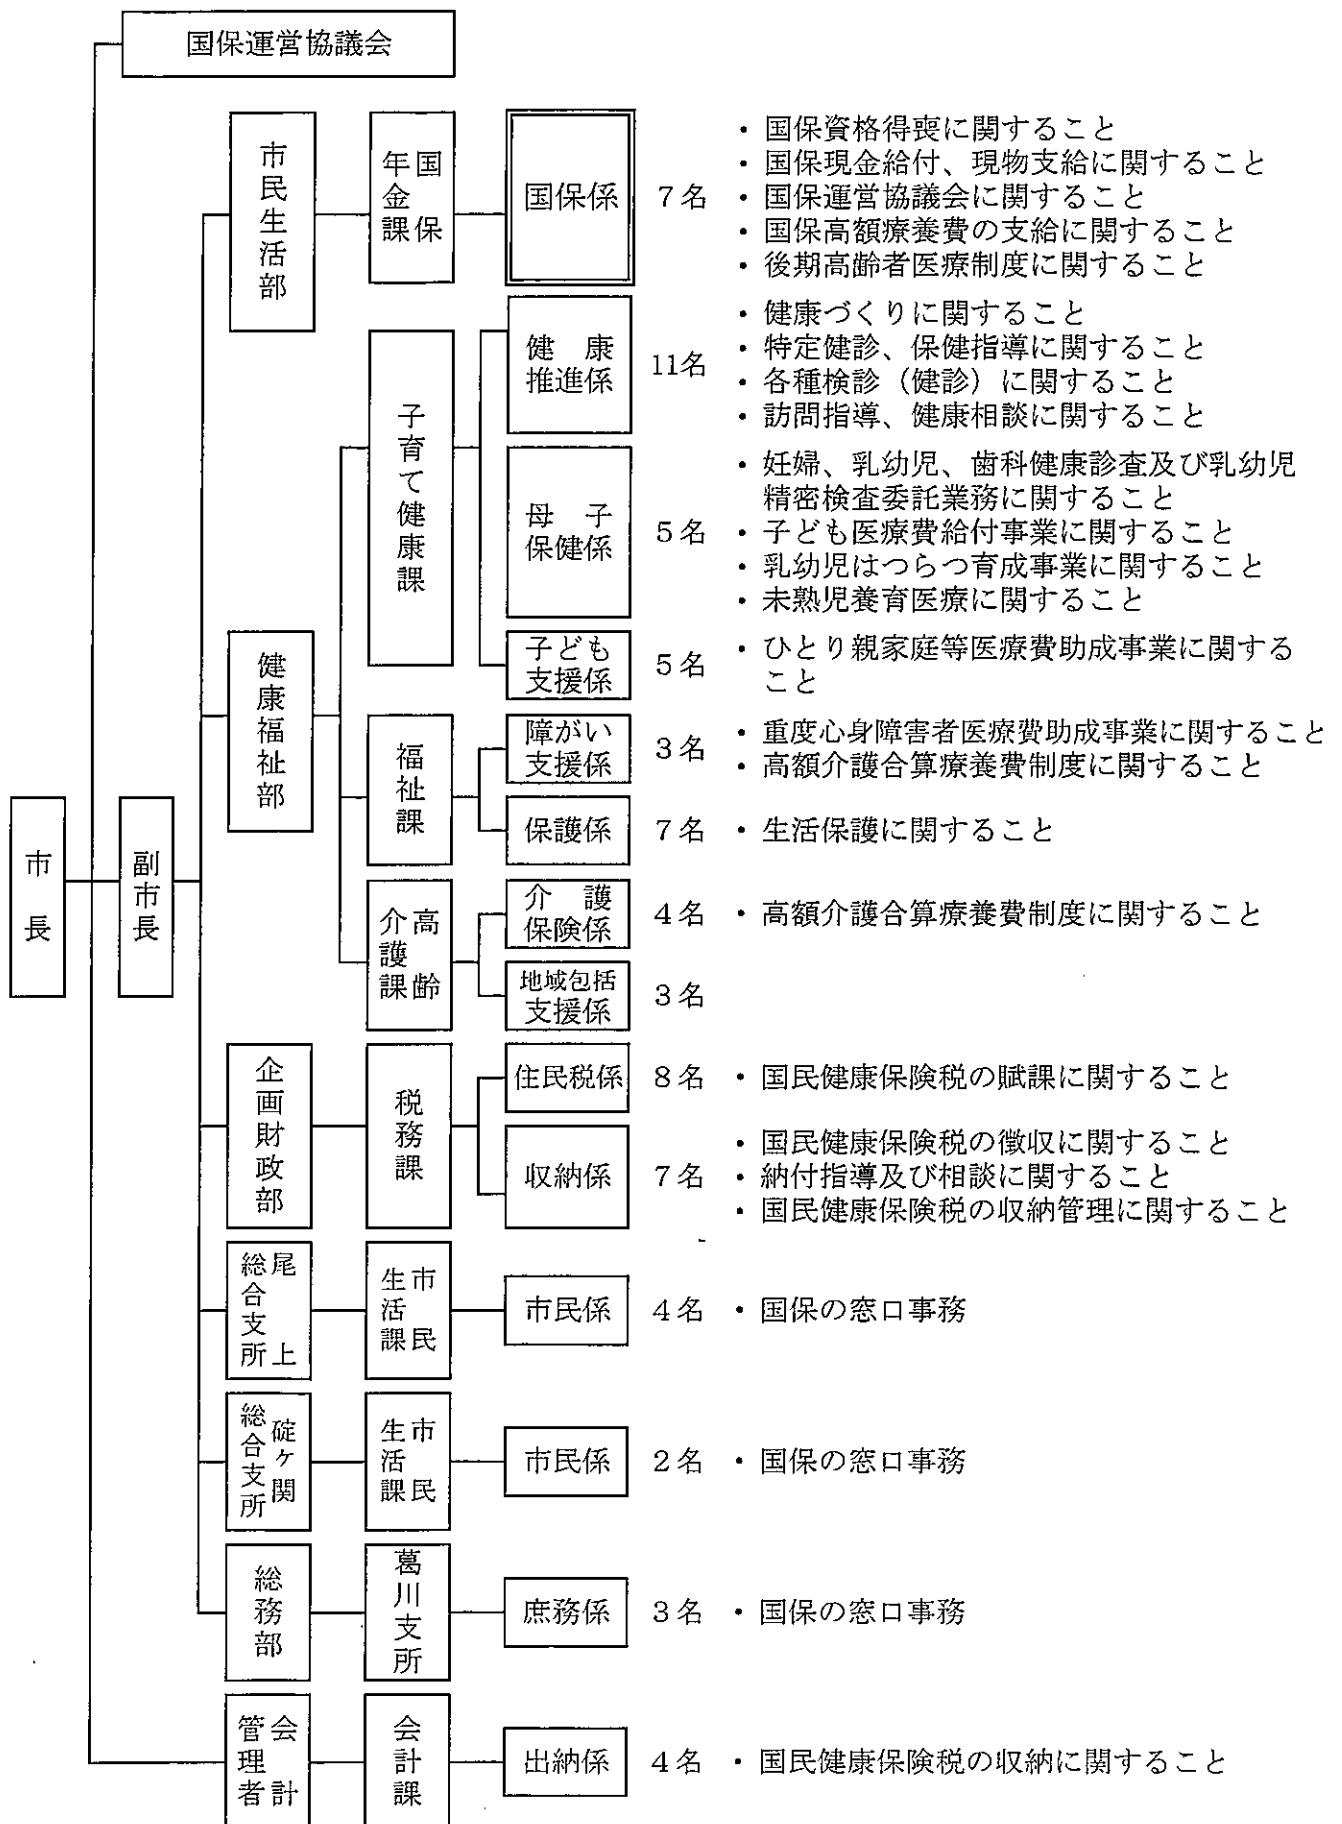 国保運営協議会
市長
副市長
市民生活部
国保年金課
国保係
7名
・国保資格得喪に関すること
・国保現金給付、現物支給に関すること
・国保運営協議会に関すること
・国保高額療養費の支給に関すること
・後期高齢者医療制度に関すること
健康福祉部
子育て健康課
健康
推進係
11名
・健康づくりに関すること
・特定健診、保健指導に関すること
・各種検診（健診）に関すること
・訪問指導、健康相談に関すること
母子
保健係
5名
・妊婦、乳幼児、歯科健康診査及び乳幼児
精密検査委託業務に関すること
・子ども医療費給付事業に関すること
・乳幼児はつらつ育成事業に関すること
・未熟児養育医療に関すること
子ども
支援係
5名
・ひとり親家庭等医療費助成事業に関する
こと
福祉課
障がい
支援係
3名
・重度心身障害者医療費助成事業に関すること
・高額介護合算療養費制度に関すること
保護係
7名
・生活保護に関すること
高齢介護課
介護
保険係
4名
・高額介護合算療養費制度に関すること
地域包括
支援係
3名
企画財政部
税務課
住民税係
8名
・国民健康保険税の賦課に関すること
収納係
7名
・国民健康保険税の徴収に関すること
・納付指導及び相談に関すること
・国民健康保険税の収納管理に関すること
尾上総合支所
市民生活課
市民係
4名
・国保の窓口事務
碇ケ関総合支所
市民生活課
市民係
2名
・国保の窓口事務
総務部
葛川支所
庶務係
3名
・国保の窓口事務
会計管理者
会計課
出納係
4名
・国民健康保険税の収納に関すること